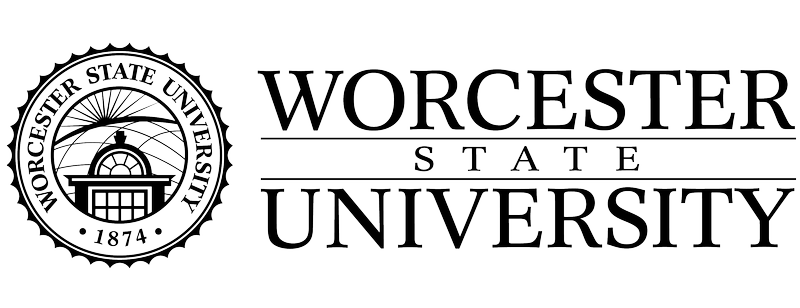 WORCESTER STATE UNIVERSITY
• 1874 •
WORCESTER
STATE
UNIVERSITY